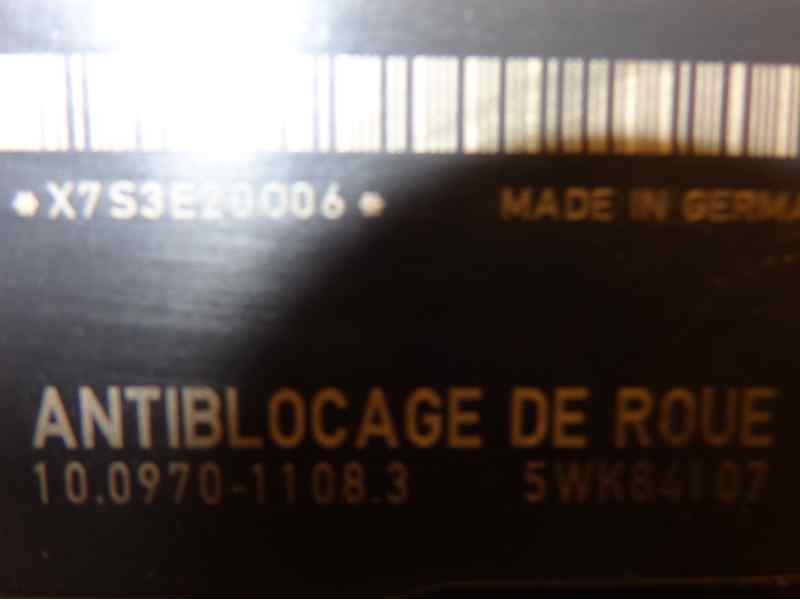 *X7S3E20006* MADE IN GERMA
ANTIBLOCAGE DE ROUE
10.0970-1108.3 5WK84107